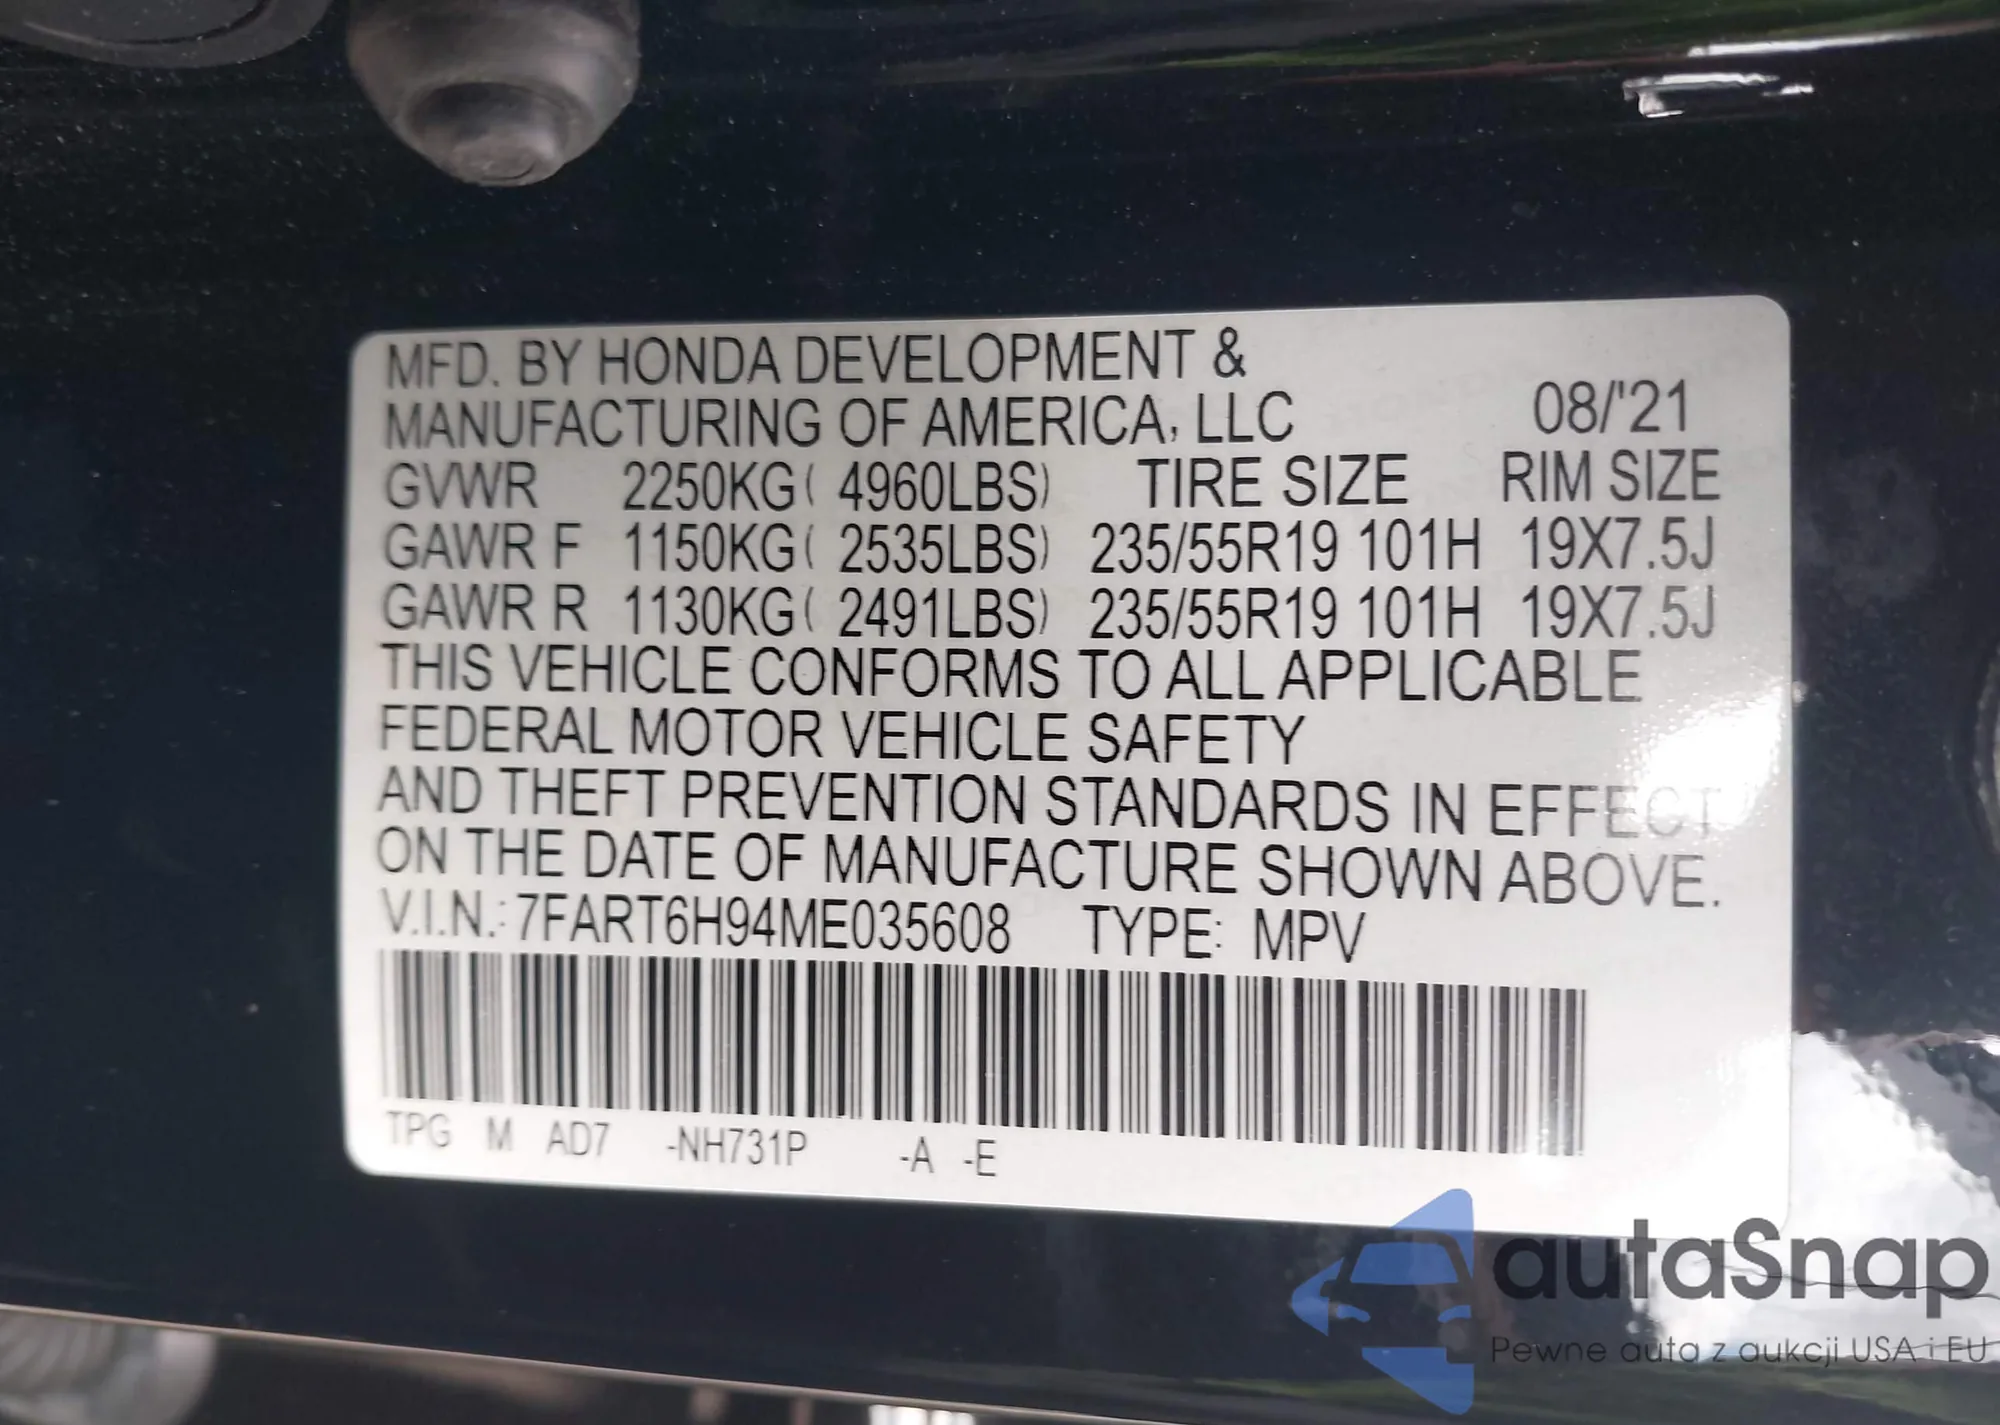 MFD. BY HONDA DEVELOPMENT &
MANUFACTURING OF AMERICA, LLC 08/'21
GVWR 2250KG( 4960LBS) TIRE SIZE RIM SIZE
GAWR F 1150KG( 2535LBS) 235/55R19 101H 19X7.5J
GAWR R 1130KG( 2491LBS) 235/55R19 101H 19X7.5J
THIS VEHICLE CONFORMS TO ALL APPLICABLE
FEDERAL MOTOR VEHICLE SAFETY
AND THEFT PREVENTION STANDARDS IN EFFECT
ON THE DATE OF MANUFACTURE SHOWN ABOVE.
V.I.N.: 7FART6H94ME035608 TYPE: MPV
TPG M AD7 -NH731P -A -E
autaSnap
Pewne auta z aukcji USA i EU